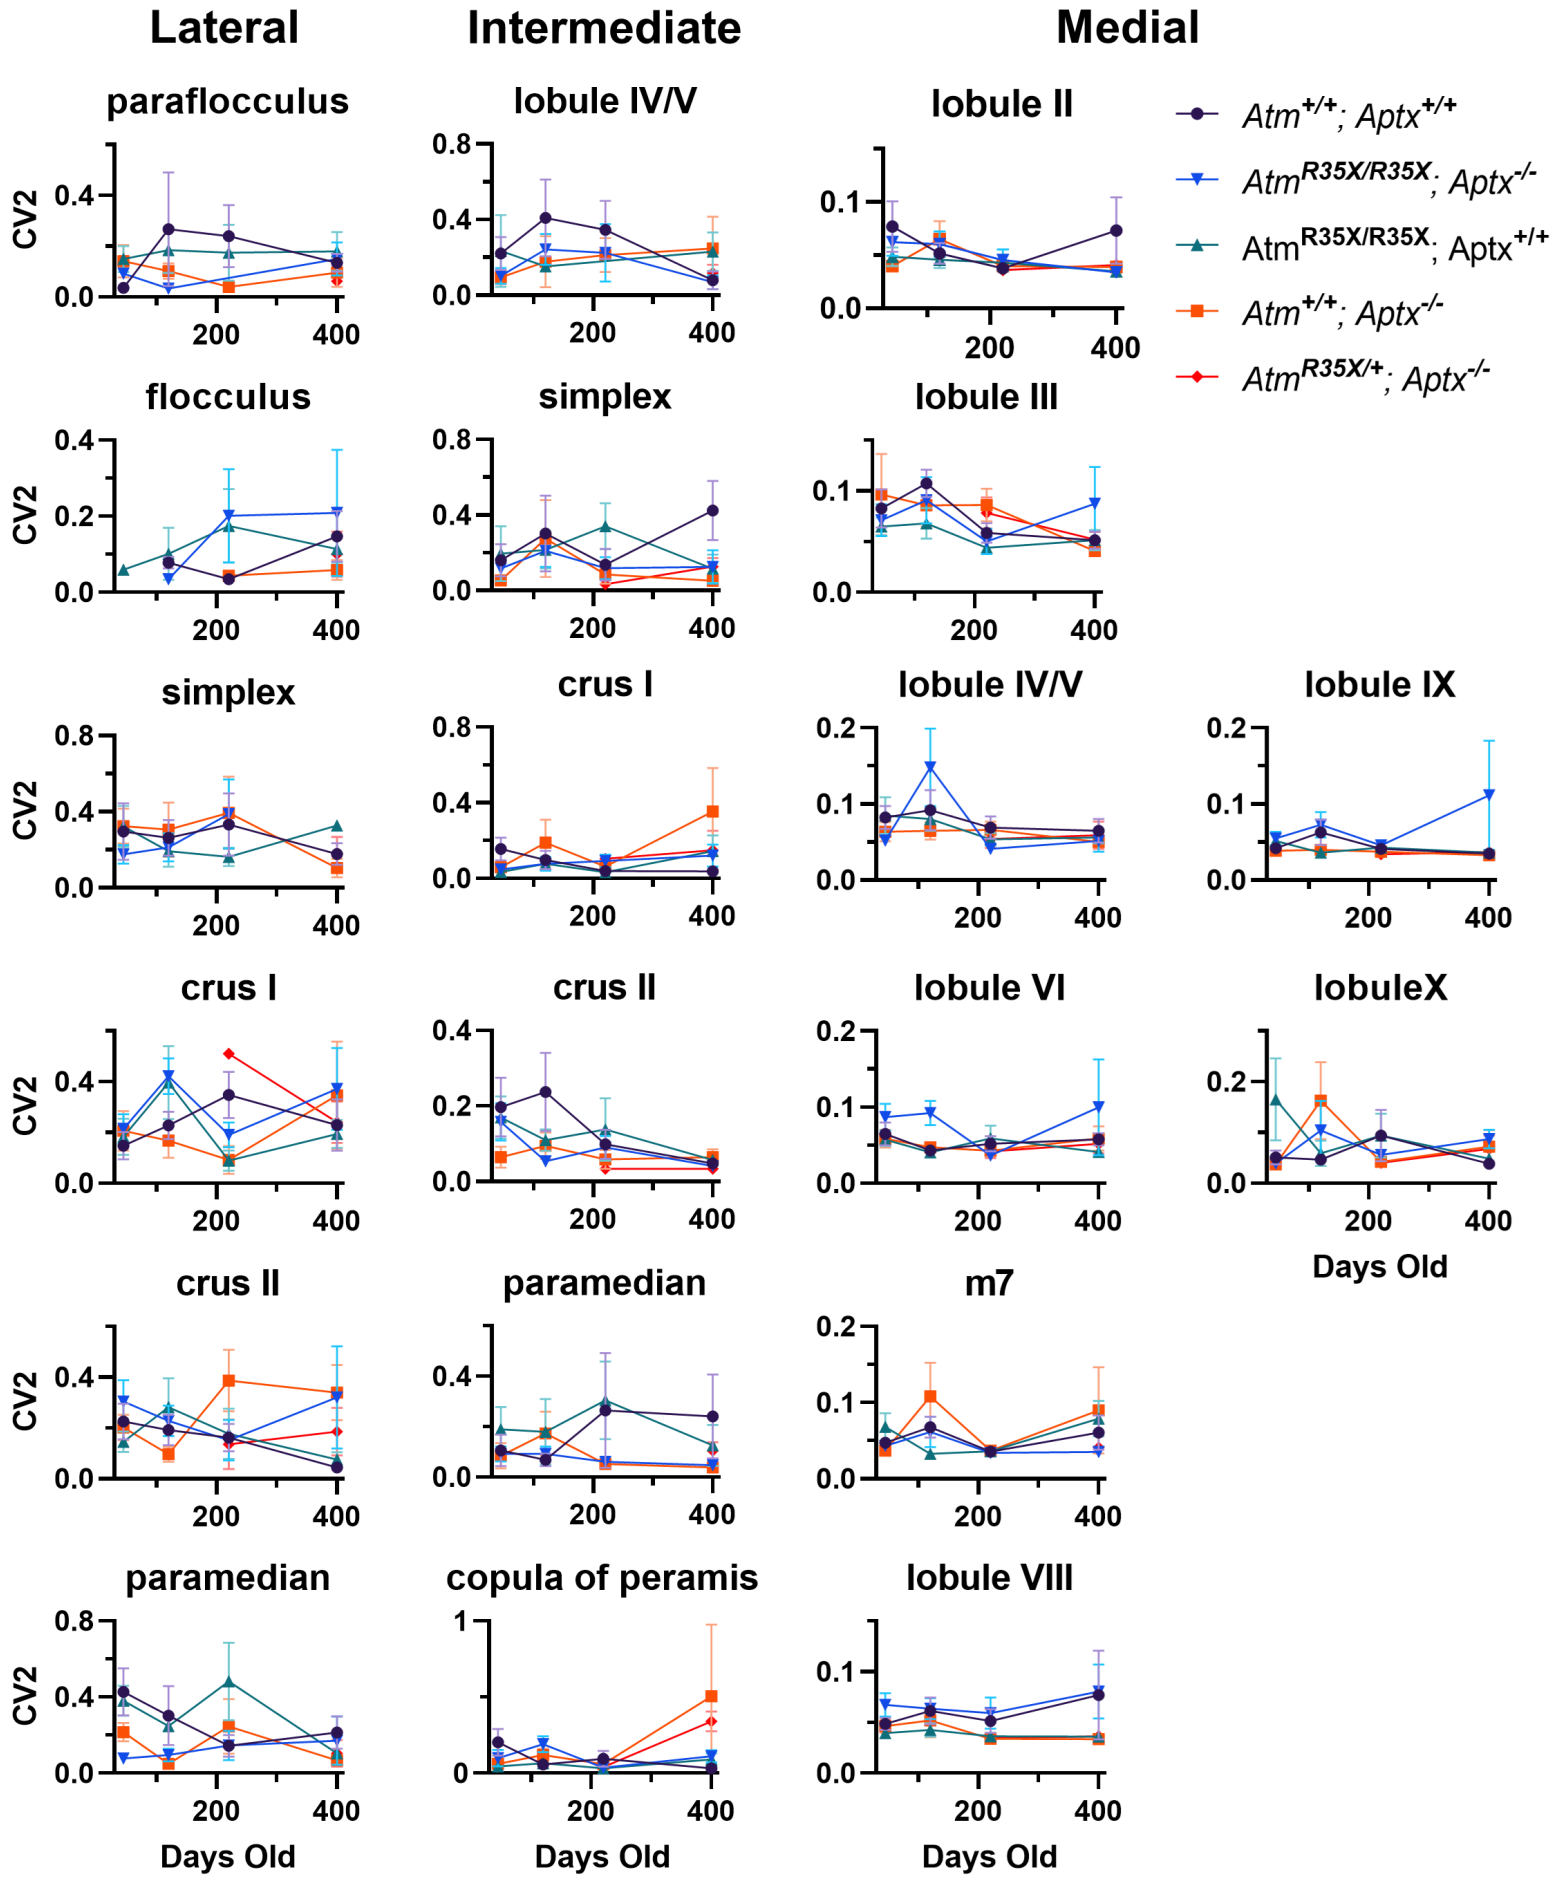 Lateral Intermediate Medial
paraflocculus lobule IV/V lobule II
Atm+/+; Aptx+/+
AtmR35X/R35X; Aptx-/-
AtmR35X/R35X; Aptx+/+
Atm+/+; Aptx-/-
AtmR35X/+; Aptx-/-
CV2 0.4 0.0 200 400
0.8 0.4 0.0 200 400
0.1 0.0 200 400
flocculus simplex lobule III
CV2 0.4 0.2 0.0 200 400
0.8 0.4 0.0 200 400
0.1 0.0 200 400
simplex crus I lobule IV/V lobule IX
CV2 0.8 0.4 0.0 200 400
0.8 0.4 0.0 200 400
0.2 0.1 0.0 200 400
0.2 0.1 0.0 200 400
crus I crus II lobule VI lobuleX
CV2 0.4 0.0 200 400
0.4 0.2 0.0 200 400
0.2 0.1 0.0 200 400
0.2 0.0 200 400
Days Old
crus II paramedian m7
CV2 0.4 0.0 200 400
0.4 0.0 200 400
0.2 0.1 0.0 200 400
paramedian copula of peramis lobule VIII
CV2 0.8 0.4 0.0 200 400
1 0 200 400
0.1 0.0 200 400
Days Old Days Old Days Old